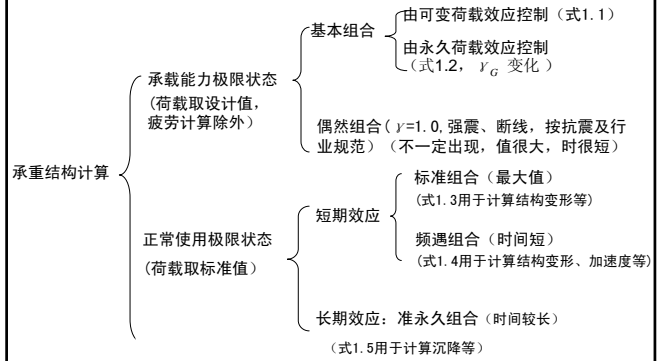 承重结构计算
承载能力极限状态
(荷载取设计值,
疲劳计算除外)
基本组合
由可变荷载效应控制(式1.1)
由永久荷载效应控制
(式1.2, γG 变化)
偶然组合(γ=1.0,强震、断线,按抗震及行
业规范)(不一定出现,值很大,时很短)
正常使用极限状态
(荷载取标准值)
短期效应
标准组合(最大值)
(式1.3用于计算结构变形等)
频遇组合(时间短)
(式1.4用于计算结构变形、加速度等)
长期效应:准永久组合(时间较长)
(式1.5用于计算沉降等)